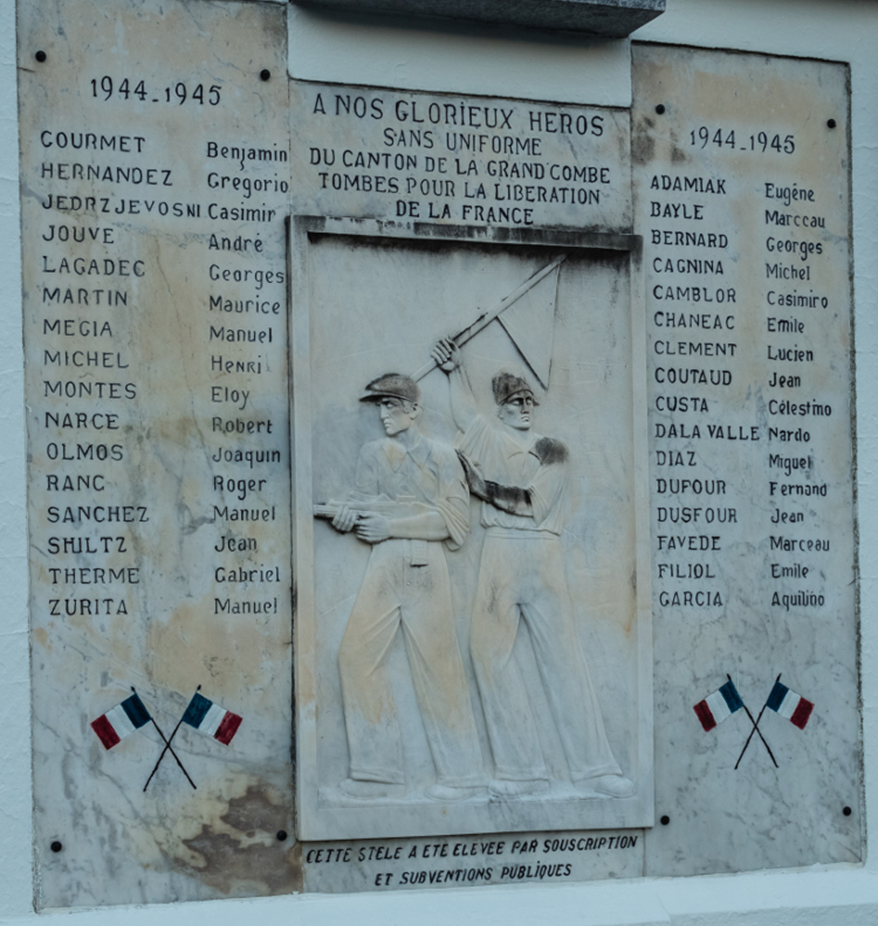 1944-1945
GOURMET Benjamin
HERNANDEZ Gregorio
JEDRZJEVOSNI Casimir
JOUVE André
LAGADEC Georges
MARTIN Maurice
MEGIA Manuel
MICHEL Henri
MONTES Eloy
NARCE Robert
OLMOS Joaquin
RANC Roger
SANCHEZ Manuel
SHILTZ Jean
THERME Gabriel
ZURITA Manuel
A NOS GLORIEUX HEROS
SANS UNIFORME
DU CANTON DE LA GRAND'COMBE
TOMBES POUR LA LIBERATION
DE LA FRANCE
CETTE STELE A ETE ELEVEE PAR SOUSCRIPTION
ET SUBVENTIONS PUBLIQUES
1944-1945
ADAMIAK Eugéne
BAYLE Marceau
BERNARD Georges
CAGNINA Michel
CAMBLOR Casimiro
CHANEAC Emile
CLEMENT Lucien
COUTAUD Jean
CUSTA Célestino
DALA VALLE Nardo
DIAZ Miguel
DUFOUR Fernand
DUSFOUR Jean
FAVEDE Marceau
FILIOL Emile
GARCIA Aquilino